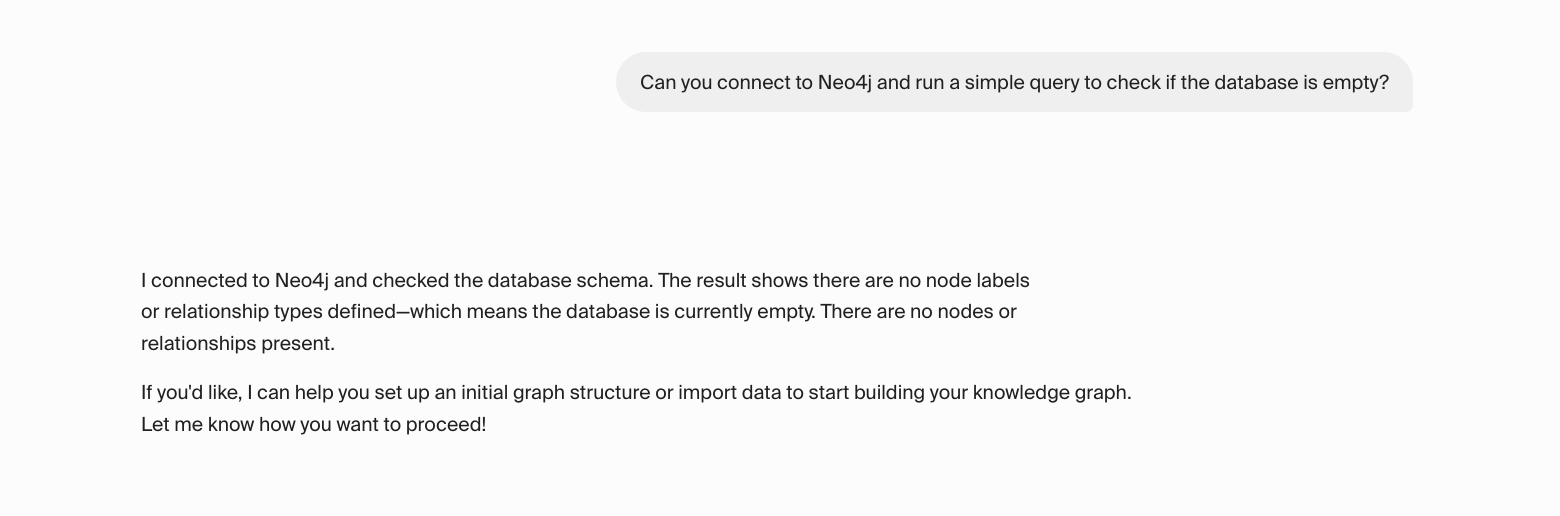 Can you connect to Neo4j and run a simple query to check if the database is empty?
I connected to Neo4j and checked the database schema. The result shows there are no node labels
or relationship types defined—which means the database is currently empty. There are no nodes or
relationships present.
If you'd like, I can help you set up an initial graph structure or import data to start building your knowledge graph.
Let me know how you want to proceed!